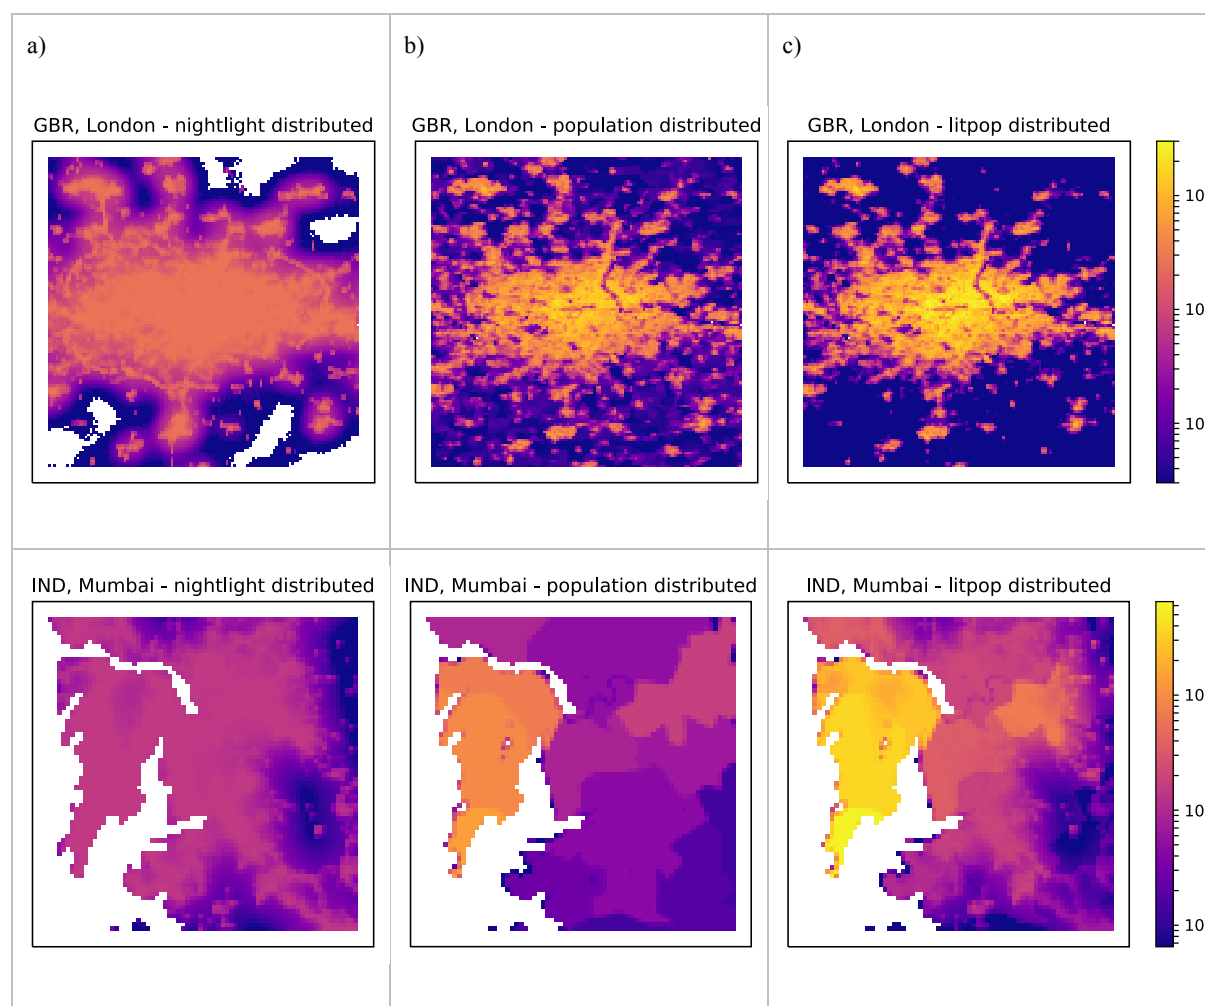 a)
b)
c)
GBR, London - nightlight distributed
GBR, London - population distributed
GBR, London - litpop distributed
10
10
10
IND, Mumbai - nightlight distributed
IND, Mumbai - population distributed
IND, Mumbai - litpop distributed
10
10
10